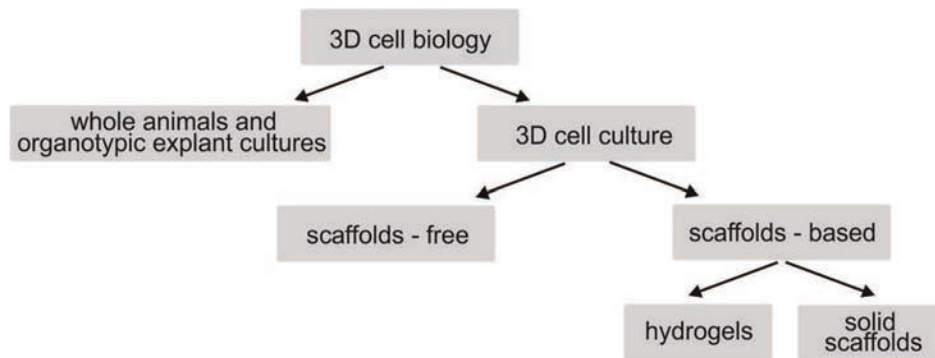 3D cell biology
whole animals and
organotypic explant cultures
3D cell culture
scaffolds - free
scaffolds - based
hydrogels
solid
scaffolds